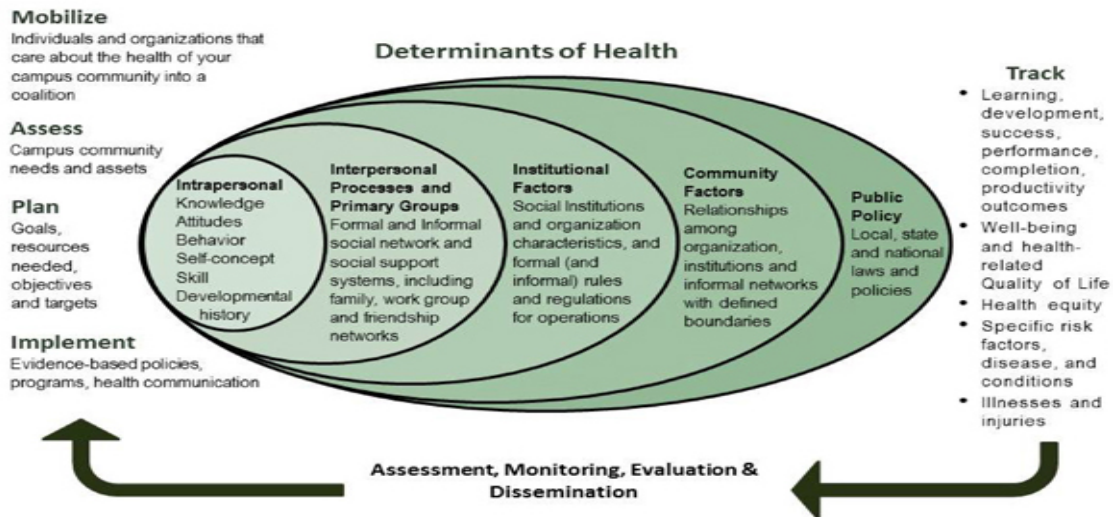 Mobilize
Individuals and organizations that
care about the health of your
campus community into a
coalition
Assess
Campus community
needs and assets
Plan
Goals,
resources
needed,
objectives
and targets
Implement
Evidence-based policies,
programs, health communication
Determinants of Health
Intrapersonal
Knowledge
Attitudes
Behavior
Self-concept
Skill
Developmental
history
Interpersonal
Processes and
Primary Groups
Formal and Informal
social network and
social support
systems, including
family, work group
and friendship
networks
Institutional
Factors
Social Institutions
and organization
characteristics, and
formal (and
informal) rules
and regulations
for operations
Community
Factors
Relationships
among
organization,
institutions and
informal networks
with defined
boundaries
Public
Policy
Local, state
and national
laws and
policies
Track
• Learning,
development,
success,
performance,
completion,
productivity
outcomes
• Well-being
and health-
related
Quality of Life
• Health equity
• Specific risk
factors,
disease, and
conditions
• Illnesses and
injuries
Assessment, Monitoring, Evaluation &
Dissemination